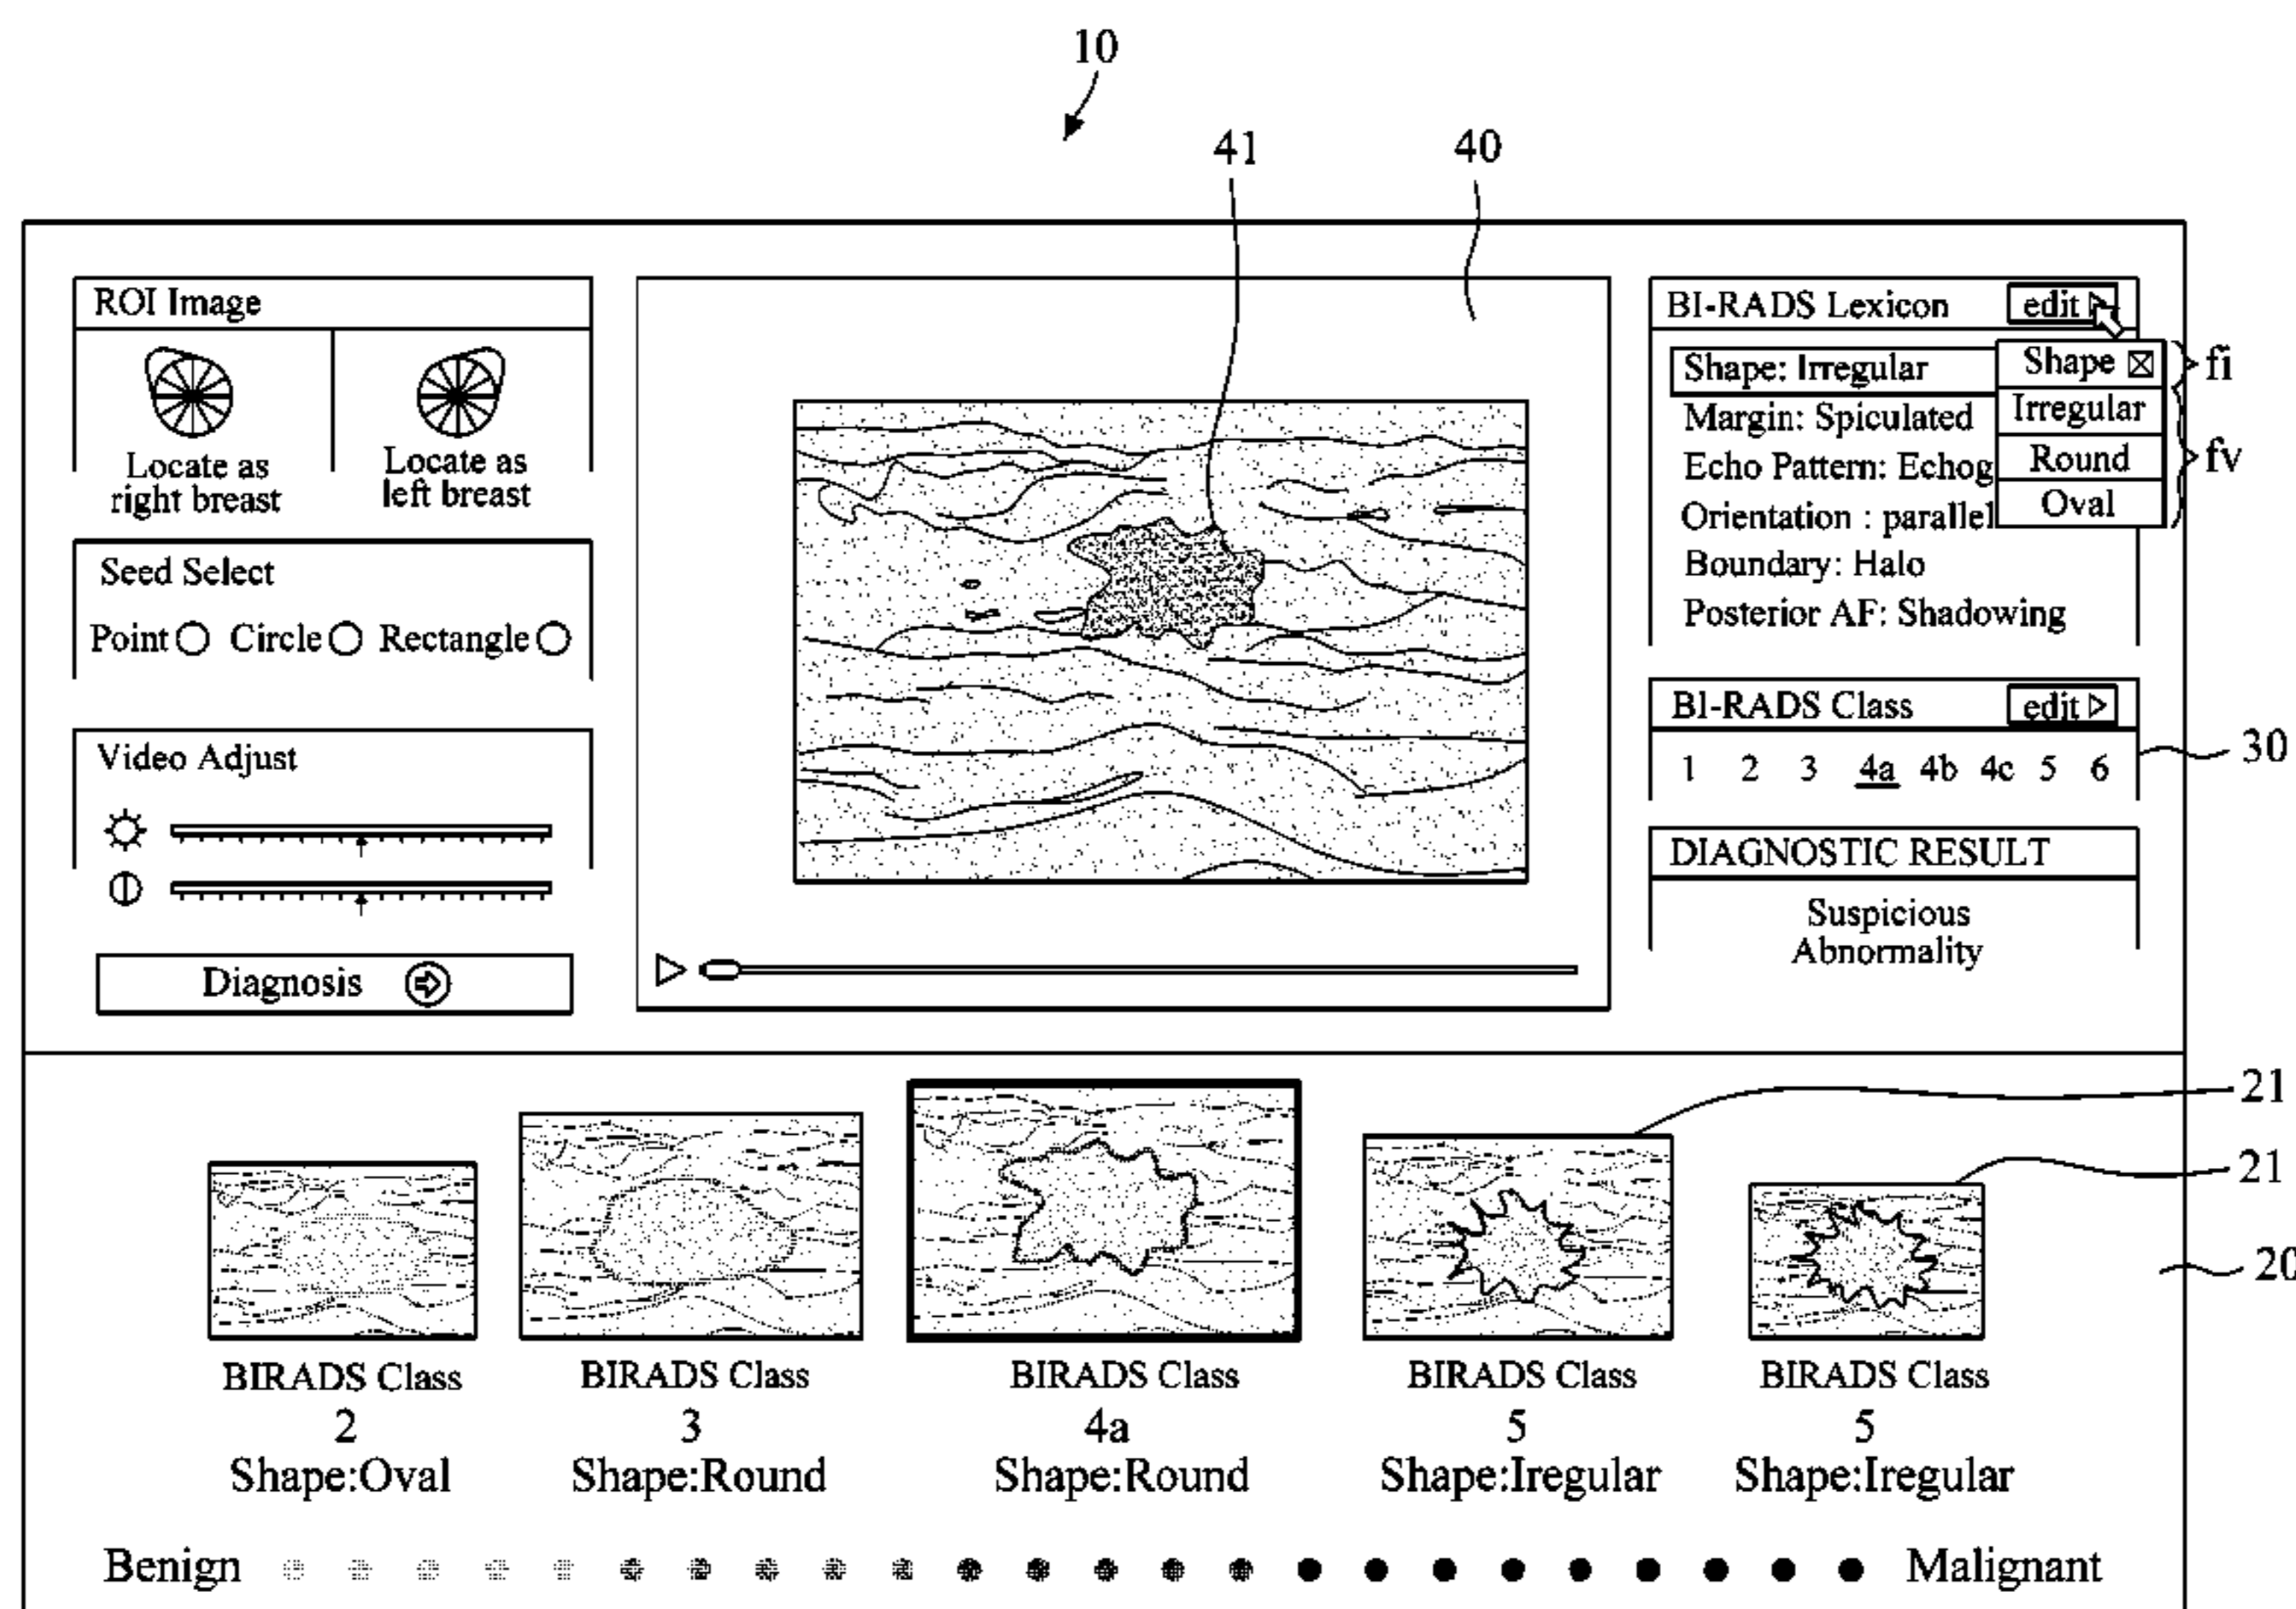 10
41
40
ROI Image
Locate as
right breast
Locate as
left breast
Seed Select
Point Circle Rectangle
Video Adjust
Diagnosis
BI-RADS Lexicon edit
Shape: Irregular
Margin: Spiculated
Echo Pattern: Echog
Orientation : parallel
Boundary: Halo
Posterior AF: Shadowing
Shape
Irregular
Round
Oval
fi
fv
BI-RADS Class edit
1 2 3 4a 4b 4c 5 6
30
DIAGNOSTIC RESULT
Suspicious
Abnormality
21
21
20
BIRADS Class
2
Shape:Oval
BIRADS Class
3
Shape:Round
BIRADS Class
4a
Shape:Round
BIRADS Class
5
Shape:Iregular
BIRADS Class
5
Shape:Iregular
Benign Malignant